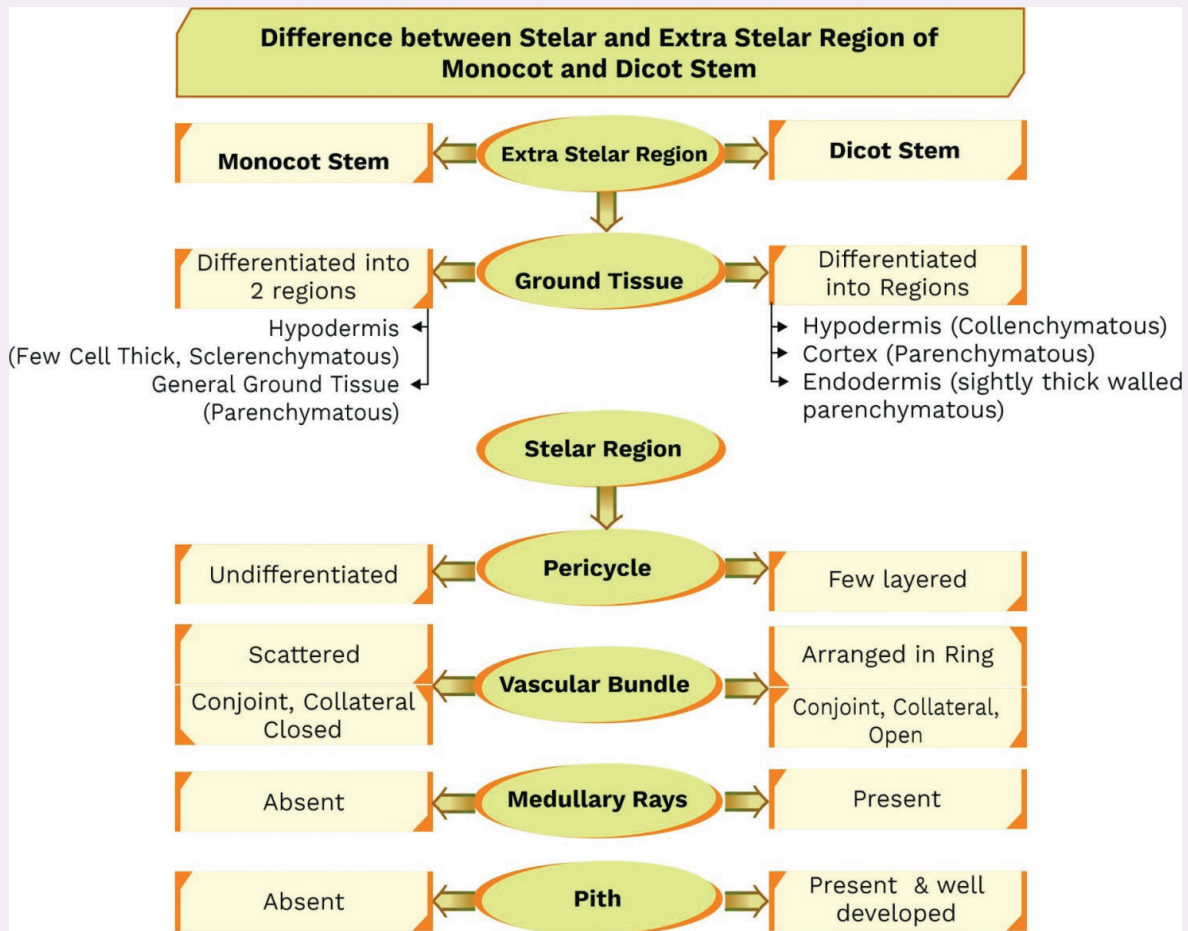 Difference between Stelar and Extra Stelar Region of
Monocot and Dicot Stem
Monocot Stem
Extra Stelar Region
Dicot Stem
Differentiated into
2 regions
Ground Tissue
Differentiated
into Regions
Hypodermis
(Few Cell Thick, Sclerenchymatous)
General Ground Tissue
(Parenchymatous)
Hypodermis (Collenchymatous)
Cortex (Parenchymatous)
Endodermis (sightly thick walled
parenchymatous)
Stelar Region
Undifferentiated
Pericycle
Few layered
Scattered
Conjoint, Collateral
Closed
Vascular Bundle
Arranged in Ring
Conjoint, Collateral,
Open
Absent
Medullary Rays
Present
Absent
Pith
Present & well
developed